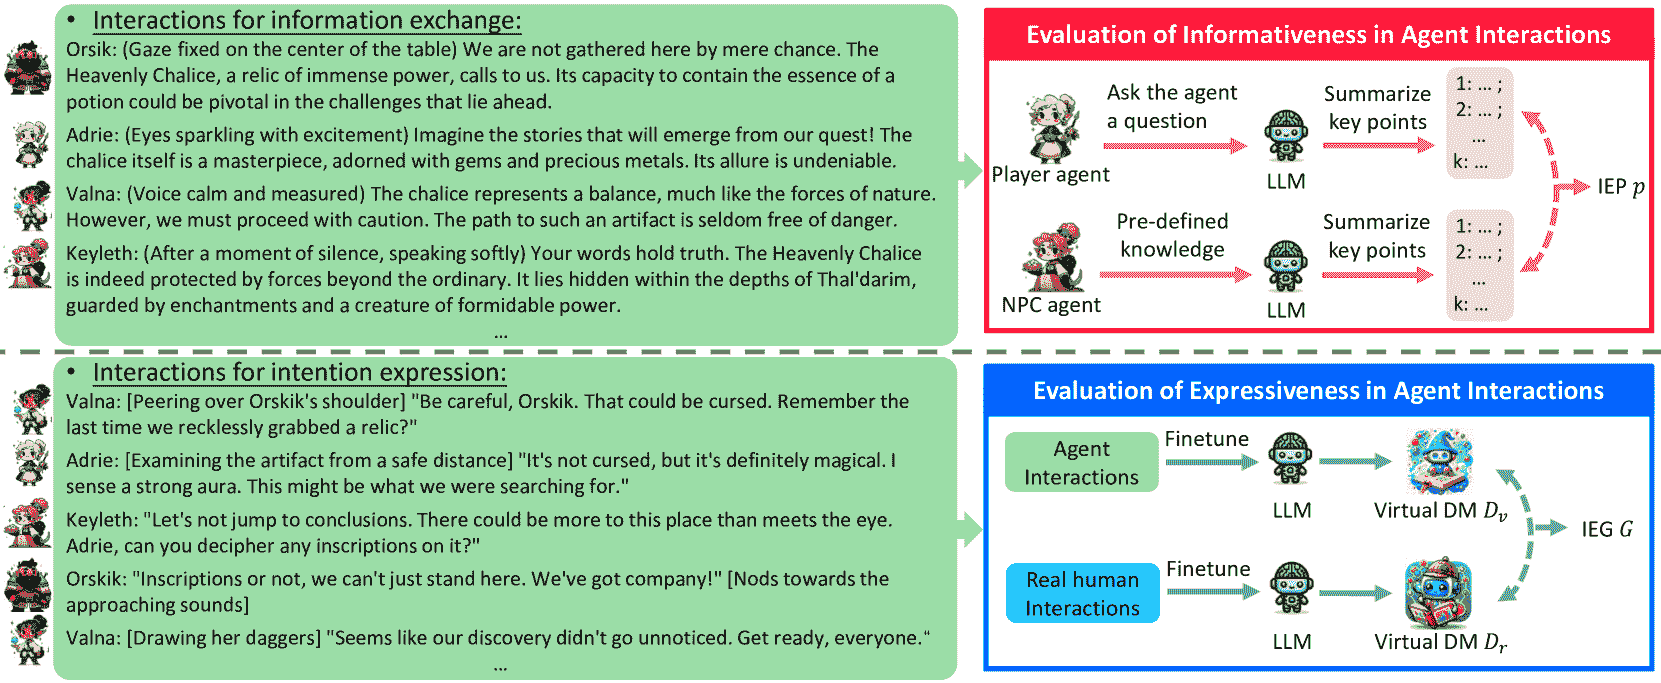 • Interactions for information exchange:
Orsik: (Gaze fixed on the center of the table) We are not gathered here by mere chance. The
Heavenly Chalice, a relic of immense power, calls to us. Its capacity to contain the essence of a
potion could be pivotal in the challenges that lie ahead.
Adrie: (Eyes sparkling with excitement) Imagine the stories that will emerge from our quest! The
chalice itself is a masterpiece, adorned with gems and precious metals. Its allure is undeniable.
Valna: (Voice calm and measured) The chalice represents a balance, much like the forces of nature.
However, we must proceed with caution. The path to such an artifact is seldom free of danger.
Keyleth: (After a moment of silence, speaking softly) Your words hold truth. The Heavenly Chalice
is indeed protected by forces beyond the ordinary. It lies hidden within the depths of Thal'darim,
guarded by enchantments and a creature of formidable power.
...
Evaluation of Informativeness in Agent Interactions
Ask the agent
a question
Summarize
key points
1: ... ;
2: ... ;
...
k: ...
Player agent
LLM
IEP p
Pre-defined
knowledge
Summarize
key points
1: ... ;
2: ... ;
...
k: ...
NPC agent
LLM
• Interactions for intention expression:
Valna: [Peering over Orskik's shoulder] "Be careful, Orskik. That could be cursed. Remember the
last time we recklessly grabbed a relic?"
Adrie: [Examining the artifact from a safe distance] "It's not cursed, but it's definitely magical. I
sense a strong aura. This might be what we were searching for."
Keyleth: "Let's not jump to conclusions. There could be more to this place than meets the eye.
Adrie, can you decipher any inscriptions on it?"
Orskik: "Inscriptions or not, we can't just stand here. We've got company!" [Nods towards the
approaching sounds]
Valna: [Drawing her daggers] "Seems like our discovery didn't go unnoticed. Get ready, everyone."
...
Evaluation of Expressiveness in Agent Interactions
Agent
Interactions
Finetune
LLM
Virtual DM Dᵥ
IEG G
Real human
Interactions
Finetune
LLM
Virtual DM Dᵣ